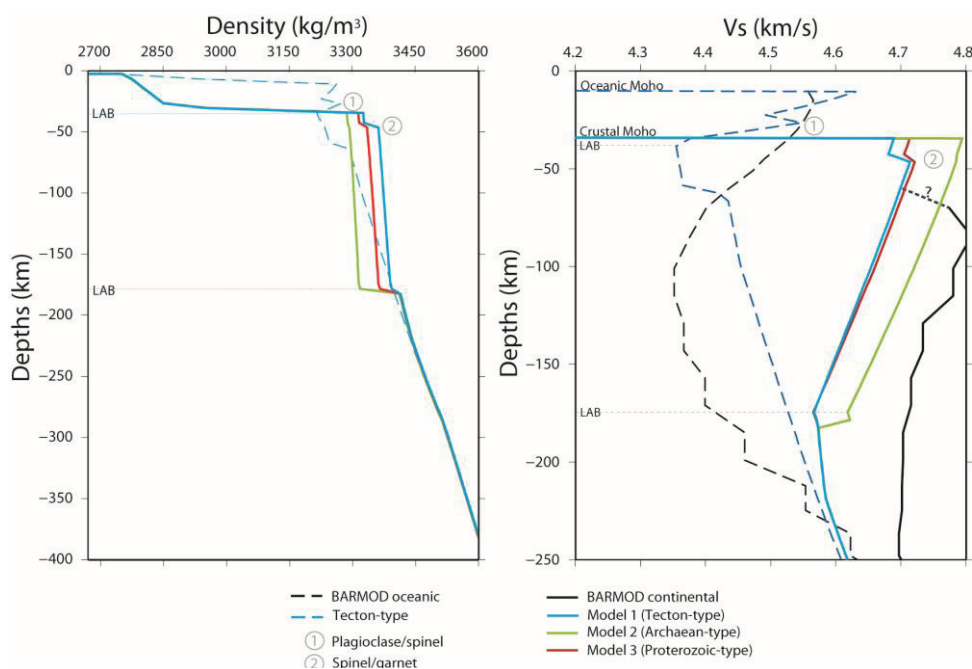 Density (kg/m³)
2700 2850 3000 3150 3300 3450 3600
0
−50
−100
−150
−200
−250
−300
−350
−400
Depths (km)
LAB
LAB
1
2
Vs (km/s)
4.2 4.3 4.4 4.5 4.6 4.7 4.8
0
−50
−100
−150
−200
−250
Depths (km)
Oceanic Moho
Crustal Moho
LAB
LAB
1
2
?
BARMOD oceanic
Tecton-type
1 Plagioclase/spinel
2 Spinel/garnet
BARMOD continental
Model 1 (Tecton-type)
Model 2 (Archaean-type)
Model 3 (Proterozoic-type)